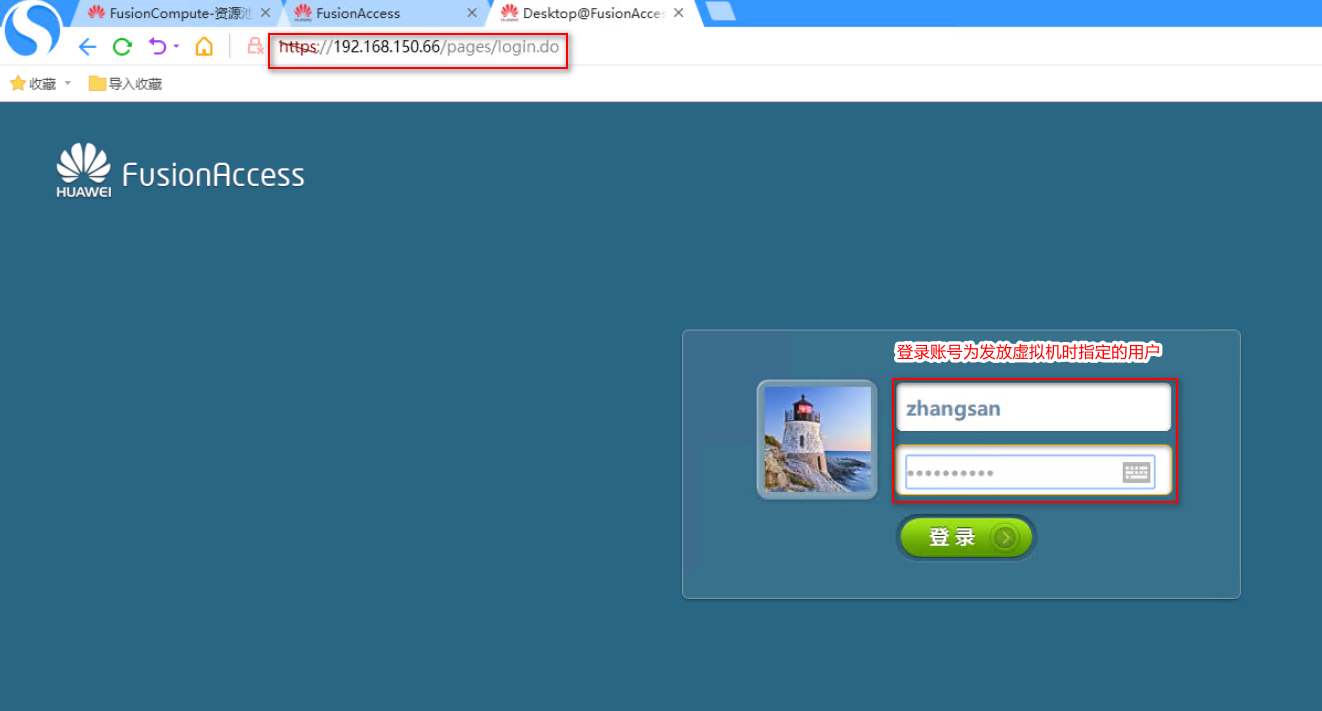 FusionCompute-资源池
FusionAccess
Desktop@FusionAcces
https://192.168.150.66/pages/login.do
收藏
导入收藏
HUAWEI
FusionAccess
登录账号为发放虚拟机时指定的用户
zhangsan
••••••••••
登 录